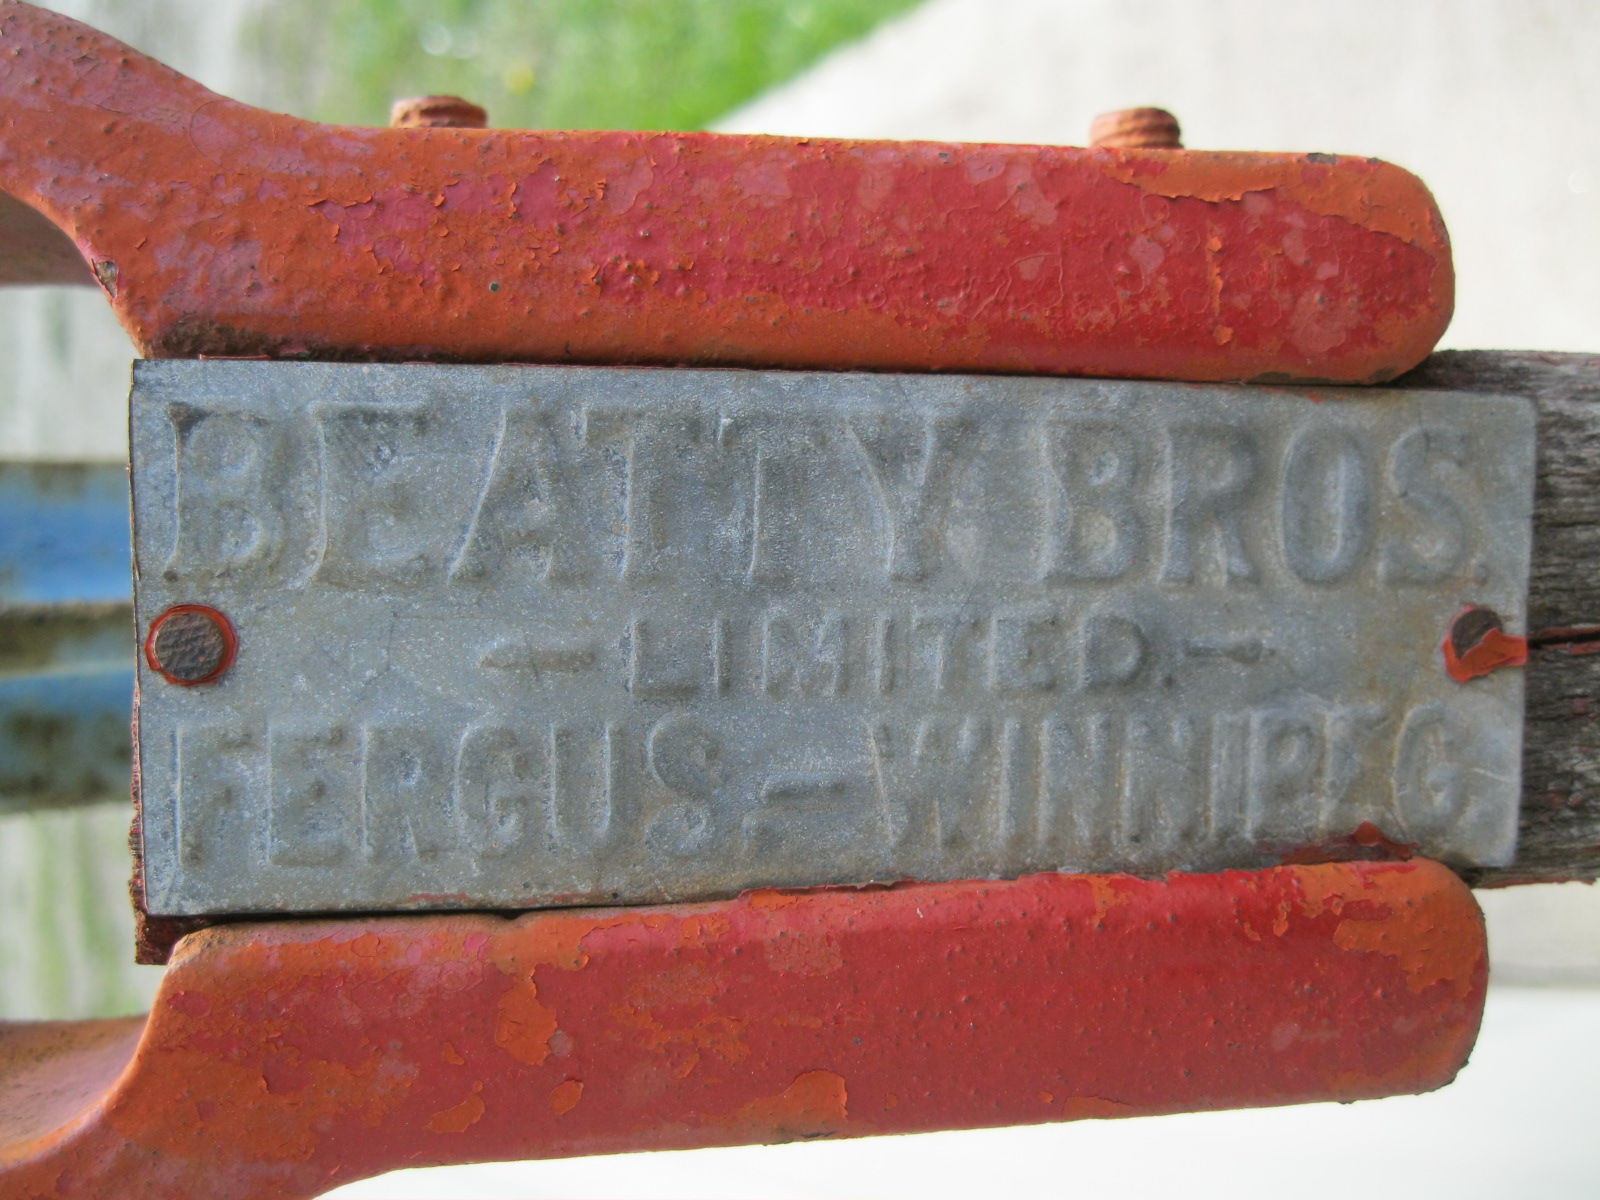 BEATTY BROS.
- LIMITED. -
FERGUS, - WINNIPEG.